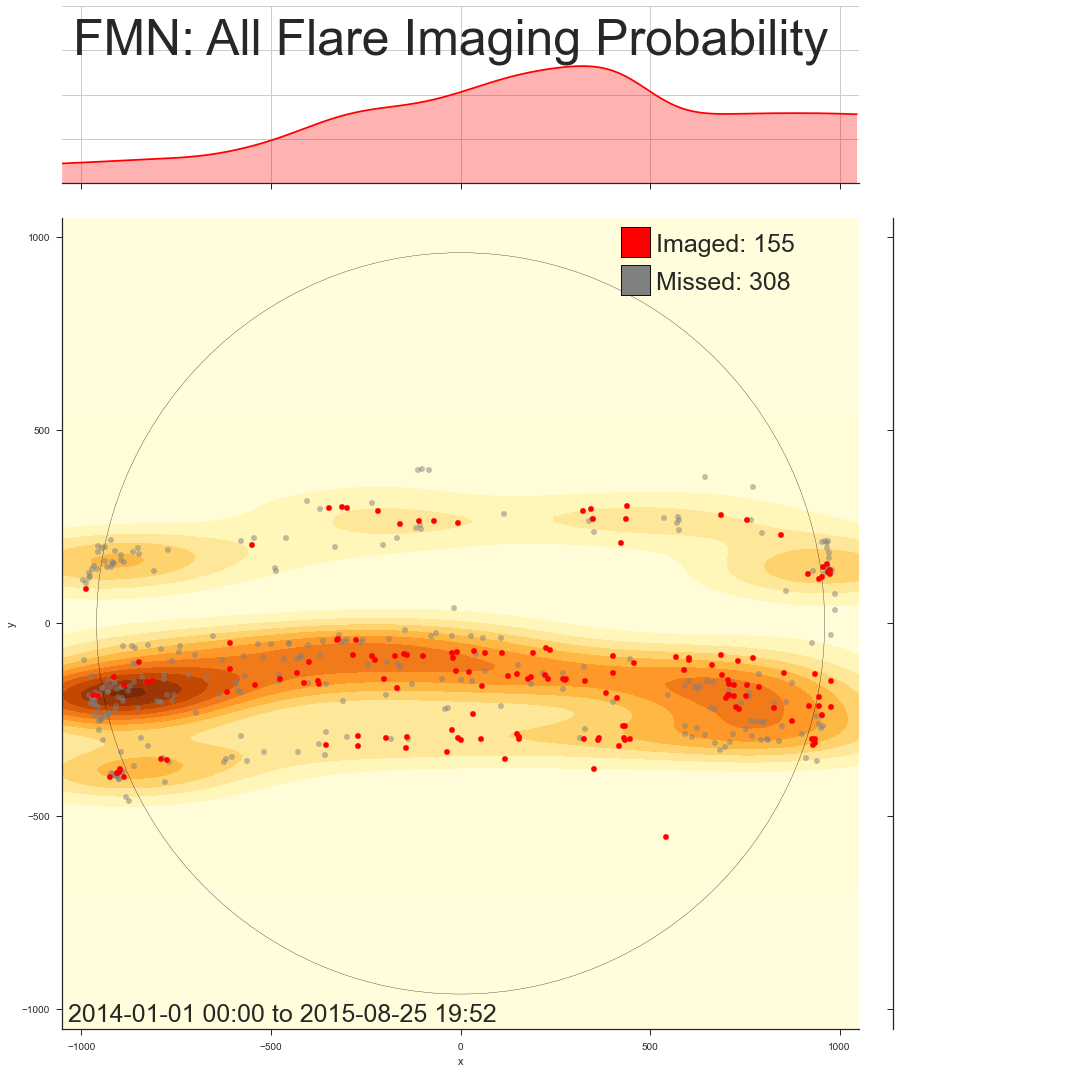 FMN: All Flare Imaging Probability
Imaged: 155
Missed: 308
1000
500
0
−500
−1000
y
2014-01-01 00:00 to 2015-08-25 19:52
−1000 −500 0 500 1000
x